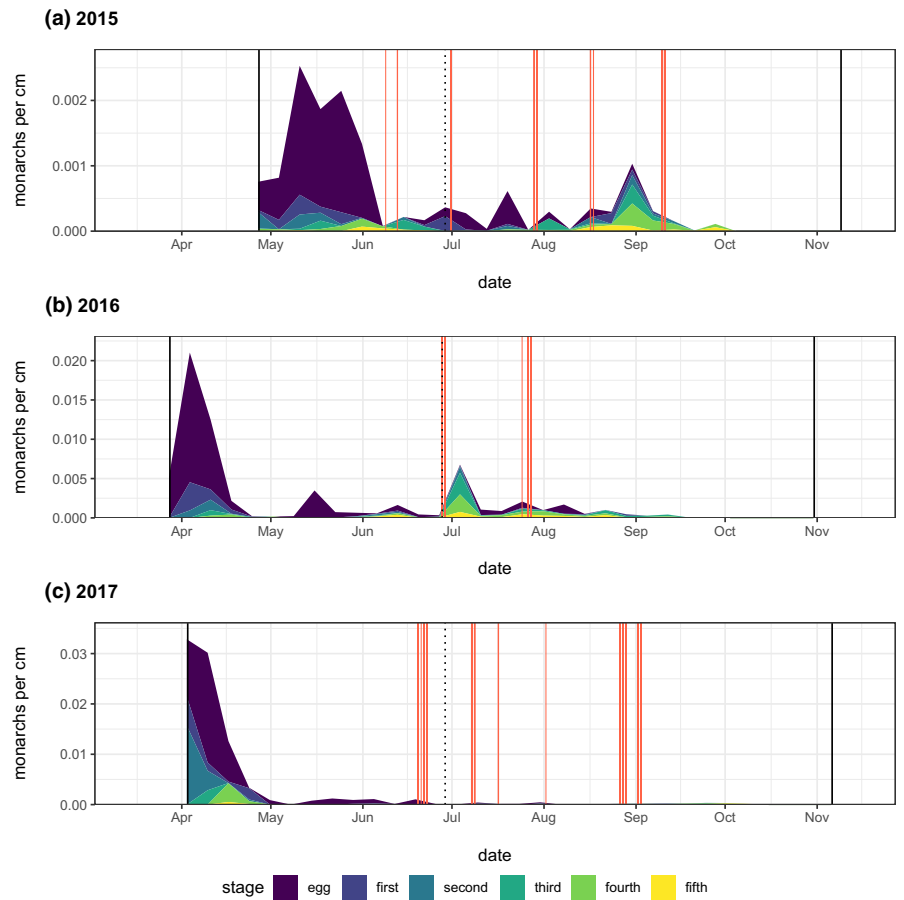 (a) 2015
monarchs per cm
0.002
0.001
0.000
Apr May Jun Jul Aug Sep Oct Nov
date
(b) 2016
monarchs per cm
0.020
0.015
0.010
0.005
0.000
Apr May Jun Jul Aug Sep Oct Nov
date
(c) 2017
monarchs per cm
0.03
0.02
0.01
0.00
Apr May Jun Jul Aug Sep Oct Nov
date
stage egg first second third fourth fifth